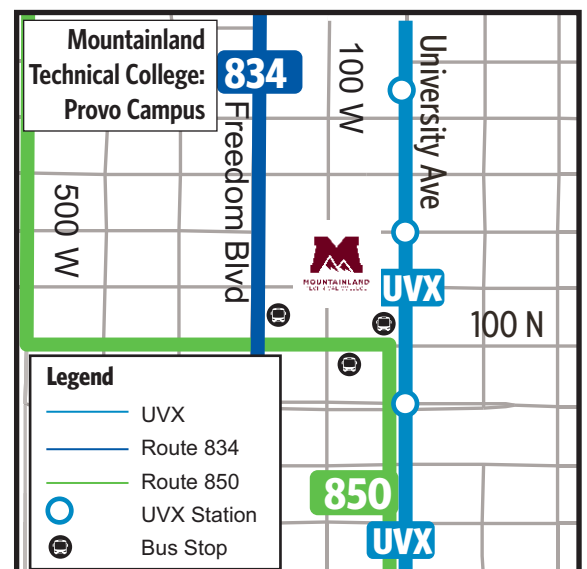 Mountainland
Technical College:
Provo Campus
834
Freedom Blvd
100 W
University Ave
500 W
M
MOUNTAINLAND
UVX
100 N
Legend
UVX
Route 834
Route 850
UVX Station
Bus Stop
850
UVX